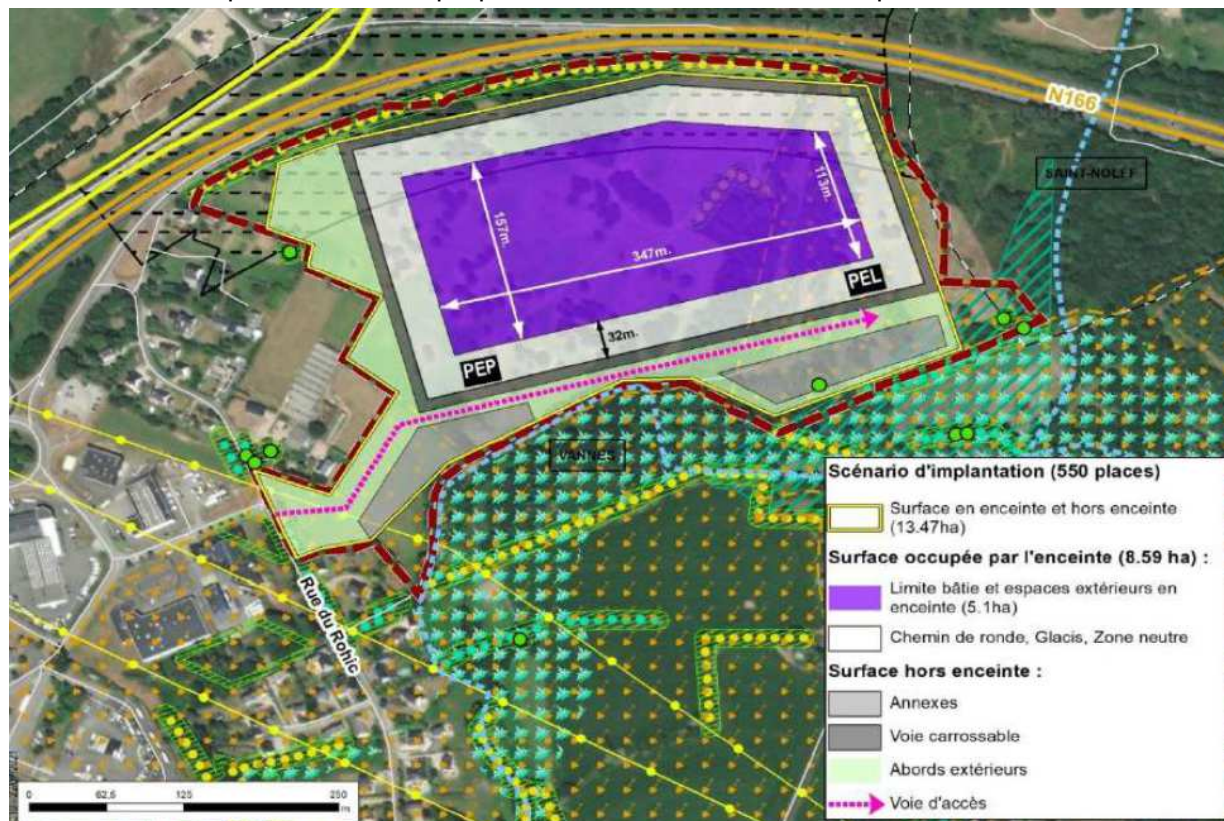 N166
SAINT-NOLFF
157m.
113m.
347m.
PEL
32m.
PEP
VANNES
Rue du Rohic
Scénario d'implantation (550 places)
Surface en enceinte et hors enceinte
(13.47ha)
Surface occupée par l'enceinte (8.59 ha) :
Limite bâtie et espaces extérieurs en
enceinte (5.1ha)
Chemin de ronde, Glacis, Zone neutre
Surface hors enceinte :
Annexes
Voie carrossable
Abords extérieurs
Voie d'accès
0 62,5 125 250
m